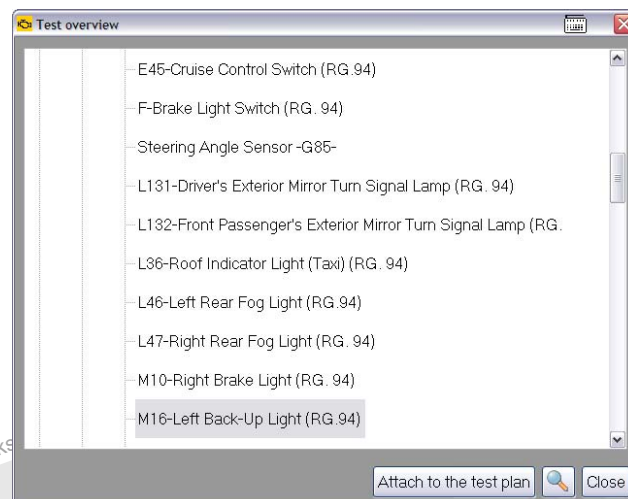 Test overview
E45-Cruise Control Switch (RG.94)
F-Brake Light Switch (RG. 94)
Steering Angle Sensor -G85-
L131-Driver's Exterior Mirror Turn Signal Lamp (RG. 94)
L132-Front Passenger's Exterior Mirror Turn Signal Lamp (RG.
L36-Roof Indicator Light (Taxi) (RG. 94)
L46-Left Rear Fog Light (RG.94)
L47-Right Rear Fog Light (RG.94)
M10-Right Brake Light (RG. 94)
M16-Left Back-Up Light (RG.94)
Attach to the test plan Close